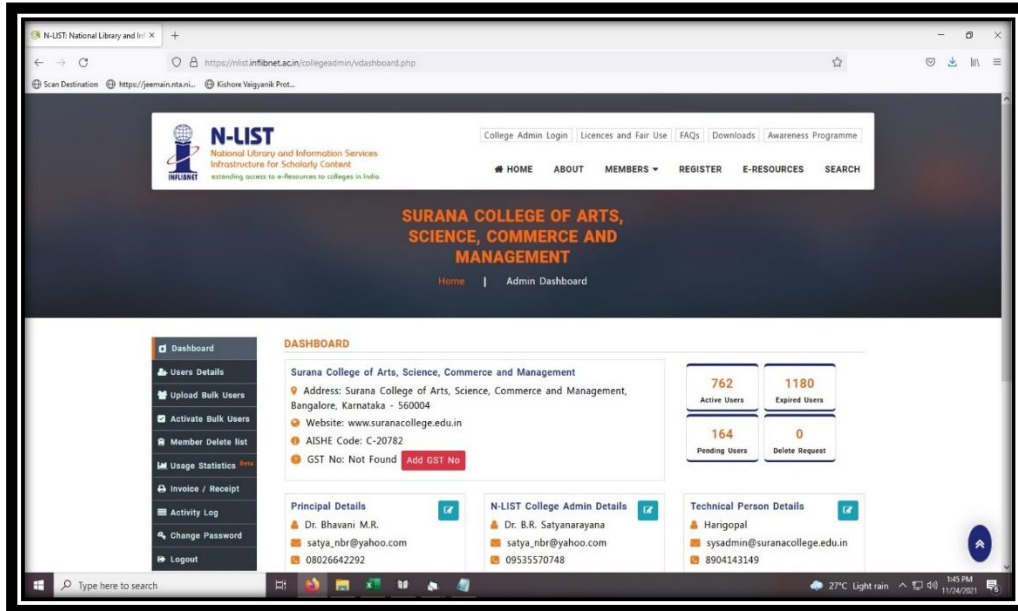 N-LIST: National Library and Inf
https://nlist.inflibnet.ac.in/collegeadmin/vdashboard.php
Scan Destination https://jeemain.nta.ni... Kishore Vaigyanik Prot...
College Admin Login Licences and Fair Use FAQs Downloads Awareness Programme
N-LIST
National Library and Information Services
Infrastructure for Scholarly Content
extending access to e-Resources to colleges in India
INFLIBNET
HOME ABOUT MEMBERS REGISTER E-RESOURCES SEARCH
SURANA COLLEGE OF ARTS,
SCIENCE, COMMERCE AND
MANAGEMENT
Home | Admin Dashboard
Dashboard
Users Details
Upload Bulk Users
Activate Bulk Users
Member Delete list
Usage Statistics Beta
Invoice / Receipt
Activity Log
Change Password
Logout
DASHBOARD
Surana College of Arts, Science, Commerce and Management
Address: Surana College of Arts, Science, Commerce and Management,
Bangalore, Karnataka - 560004
Website: www.suranacollege.edu.in
AISHE Code: C-20782
GST No: Not Found Add GST No
762
Active Users
1180
Expired Users
164
Pending Users
0
Delete Request
Principal Details
Dr. Bhavani M.R.
satya_nbr@yahoo.com
08026642292
N-LIST College Admin Details
Dr. B.R. Satyanarayana
satya_nbr@yahoo.com
09535570748
Technical Person Details
Harigopal
sysadmin@suranacollege.edu.in
8904143149
Type here to search
27°C Light rain
1:45 PM
11/24/2021